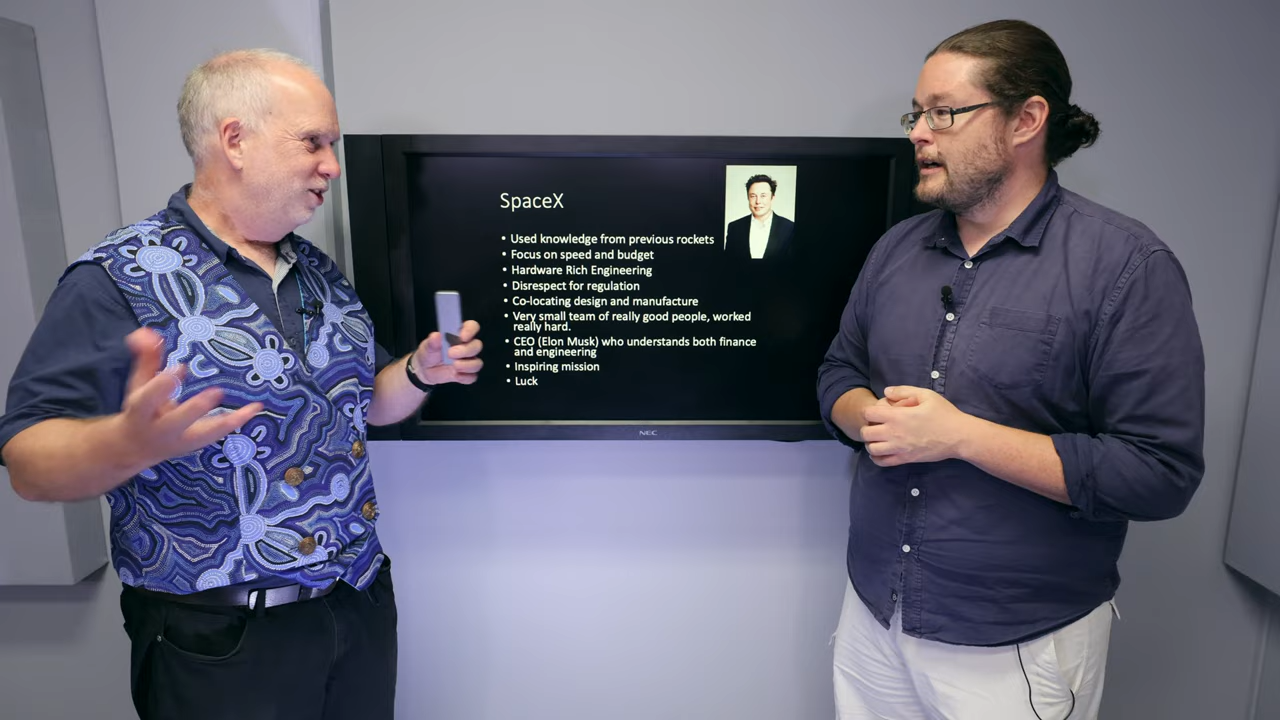 SpaceX
• Used knowledge from previous rockets
• Focus on speed and budget
• Hardware Rich Engineering
• Disrespect for regulation
• Co-locating design and manufacture
• Very small team of really good people, worked
really hard.
• CEO (Elon Musk) who understands both finance
and engineering
• Inspiring mission
• Luck
NEC